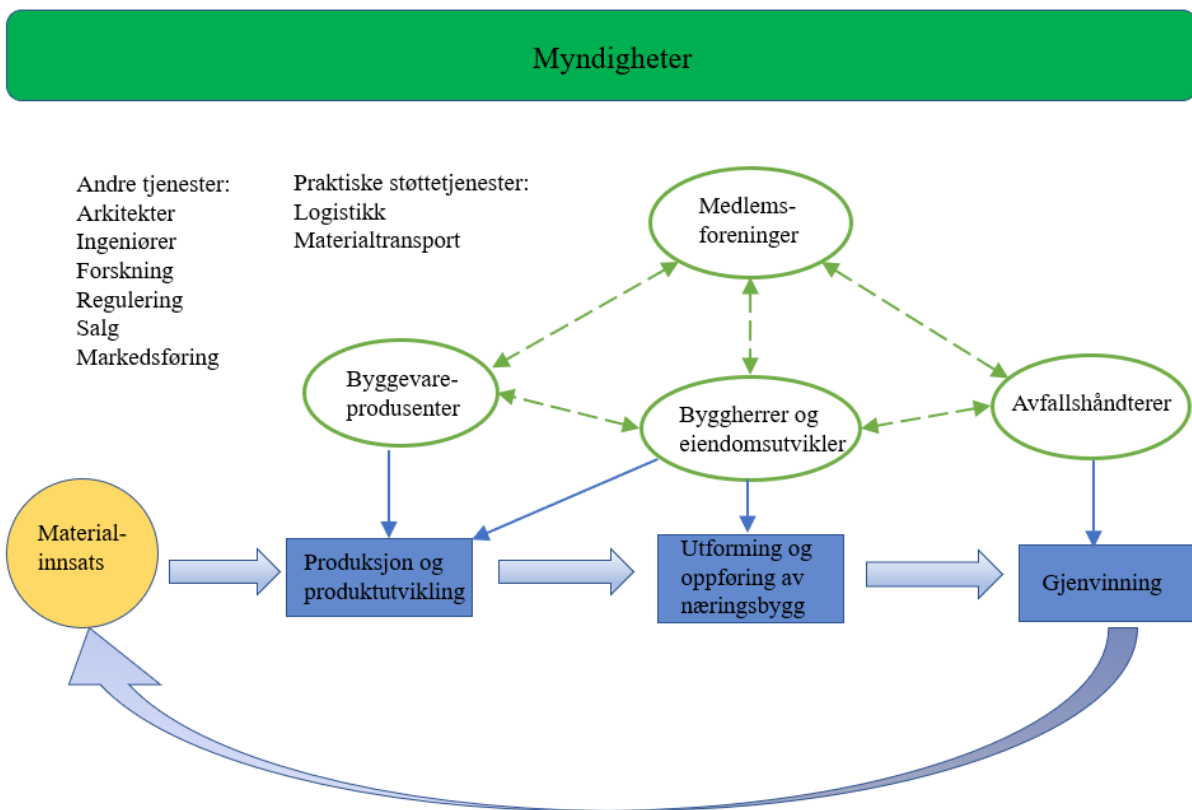 Myndigheter
Andre tjenester:
Arkitekter
Ingeniører
Forskning
Regulering
Salg
Markedsføring
Praktiske støttetjenester:
Logistikk
Materialtransport
Medlems-
foreninger
Byggevare-
produsenter
Byggherrer og
eiendomsutvikler
Avfallshåndterer
Material-
innsats
Produksjon og
produktutvikling
Utforming og
oppføring av
næringsbygg
Gjenvinning